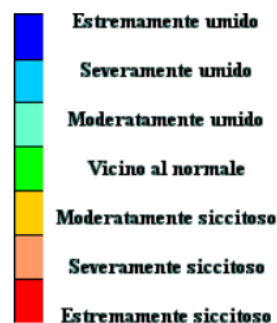 Estremamente umido
Severamente umido
Moderatamente umido
Vicino al normale
Moderatamente siccitoso
Severamente siccitoso
Estremamente siccitoso